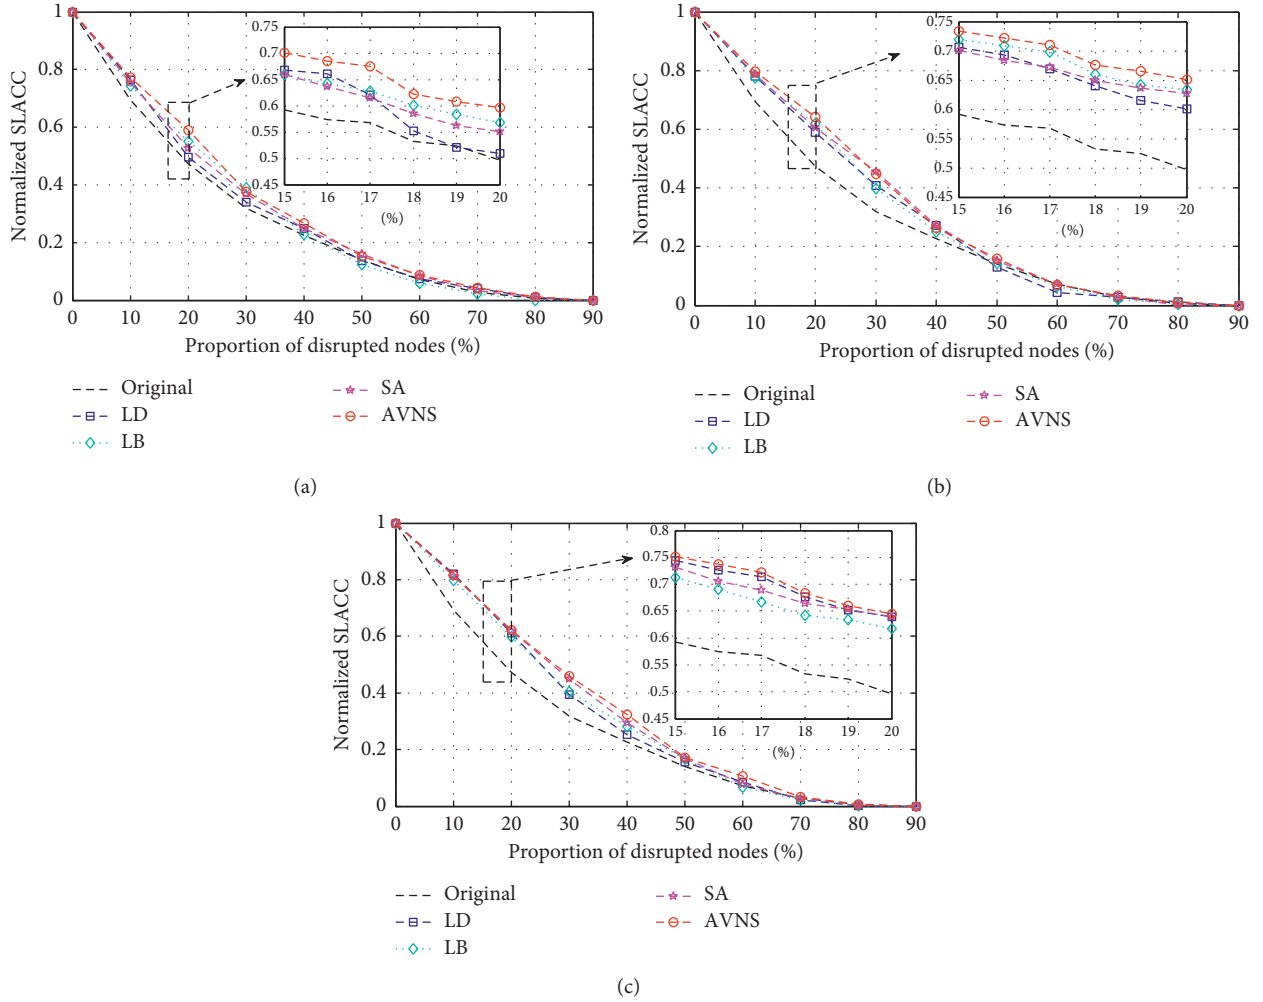 Normalized SLACC
1
0.8
0.6
0.4
0.2
0
0 10 20 30 40 50 60 70 80 90
Proportion of disrupted nodes (%)
0.75
0.7
0.65
0.6
0.55
0.5
0.45
15 16 17 18 19 20
(%)
Original
LD
LB
SA
AVNS
(a)
Normalized SLACC
1
0.8
0.6
0.4
0.2
0
0 10 20 30 40 50 60 70 80 90
Proportion of disrupted nodes (%)
0.75
0.7
0.65
0.6
0.55
0.5
0.45
15 16 17 18 19 20
(%)
Original
LD
LB
SA
AVNS
(b)
Normalized SLACC
1
0.8
0.6
0.4
0.2
0
0 10 20 30 40 50 60 70 80 90
Proportion of disrupted nodes (%)
0.8
0.75
0.7
0.65
0.6
0.55
0.5
0.45
15 16 17 18 19 20
(%)
Original
LD
LB
SA
AVNS
(c)